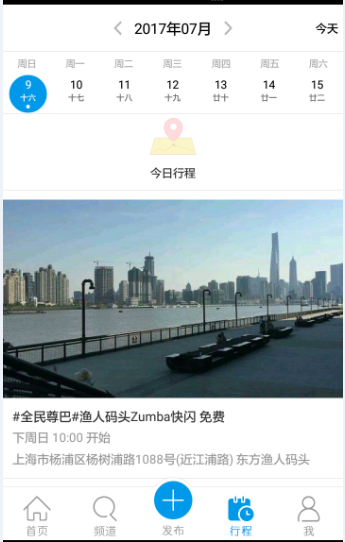 2017年07月 今天
周日 周一 周二 周三 周四 周五 周六
9 10 11 12 13 14 15
十六 十七 十八 十九 廿十 廿一 廿二
今日行程
#全民尊巴#渔人码头Zumba快闪 免费
下周日 10:00 开始
上海市杨浦区杨树浦路1088号(近江浦路) 东方渔人码头
首页 频道 发布 行程 我